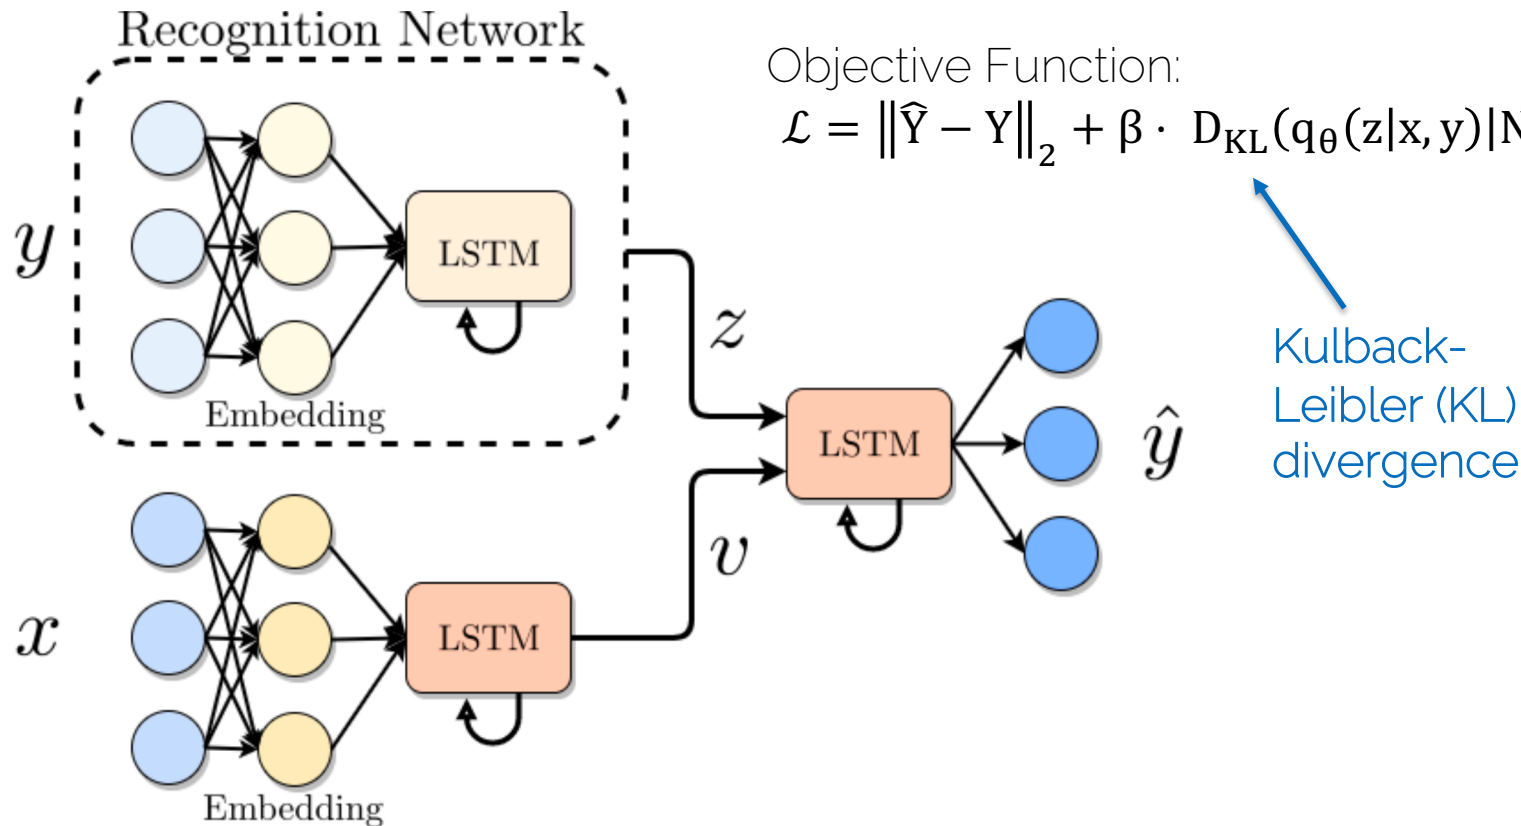 Recognition Network
Objective Function:
ℒ = ‖Ŷ − Y‖₂ + β · D_KL(q_θ(z|x, y)|N
y
LSTM
Embedding
z
Kulback-
Leibler (KL)
divergence
LSTM
ŷ
v
x
LSTM
Embedding